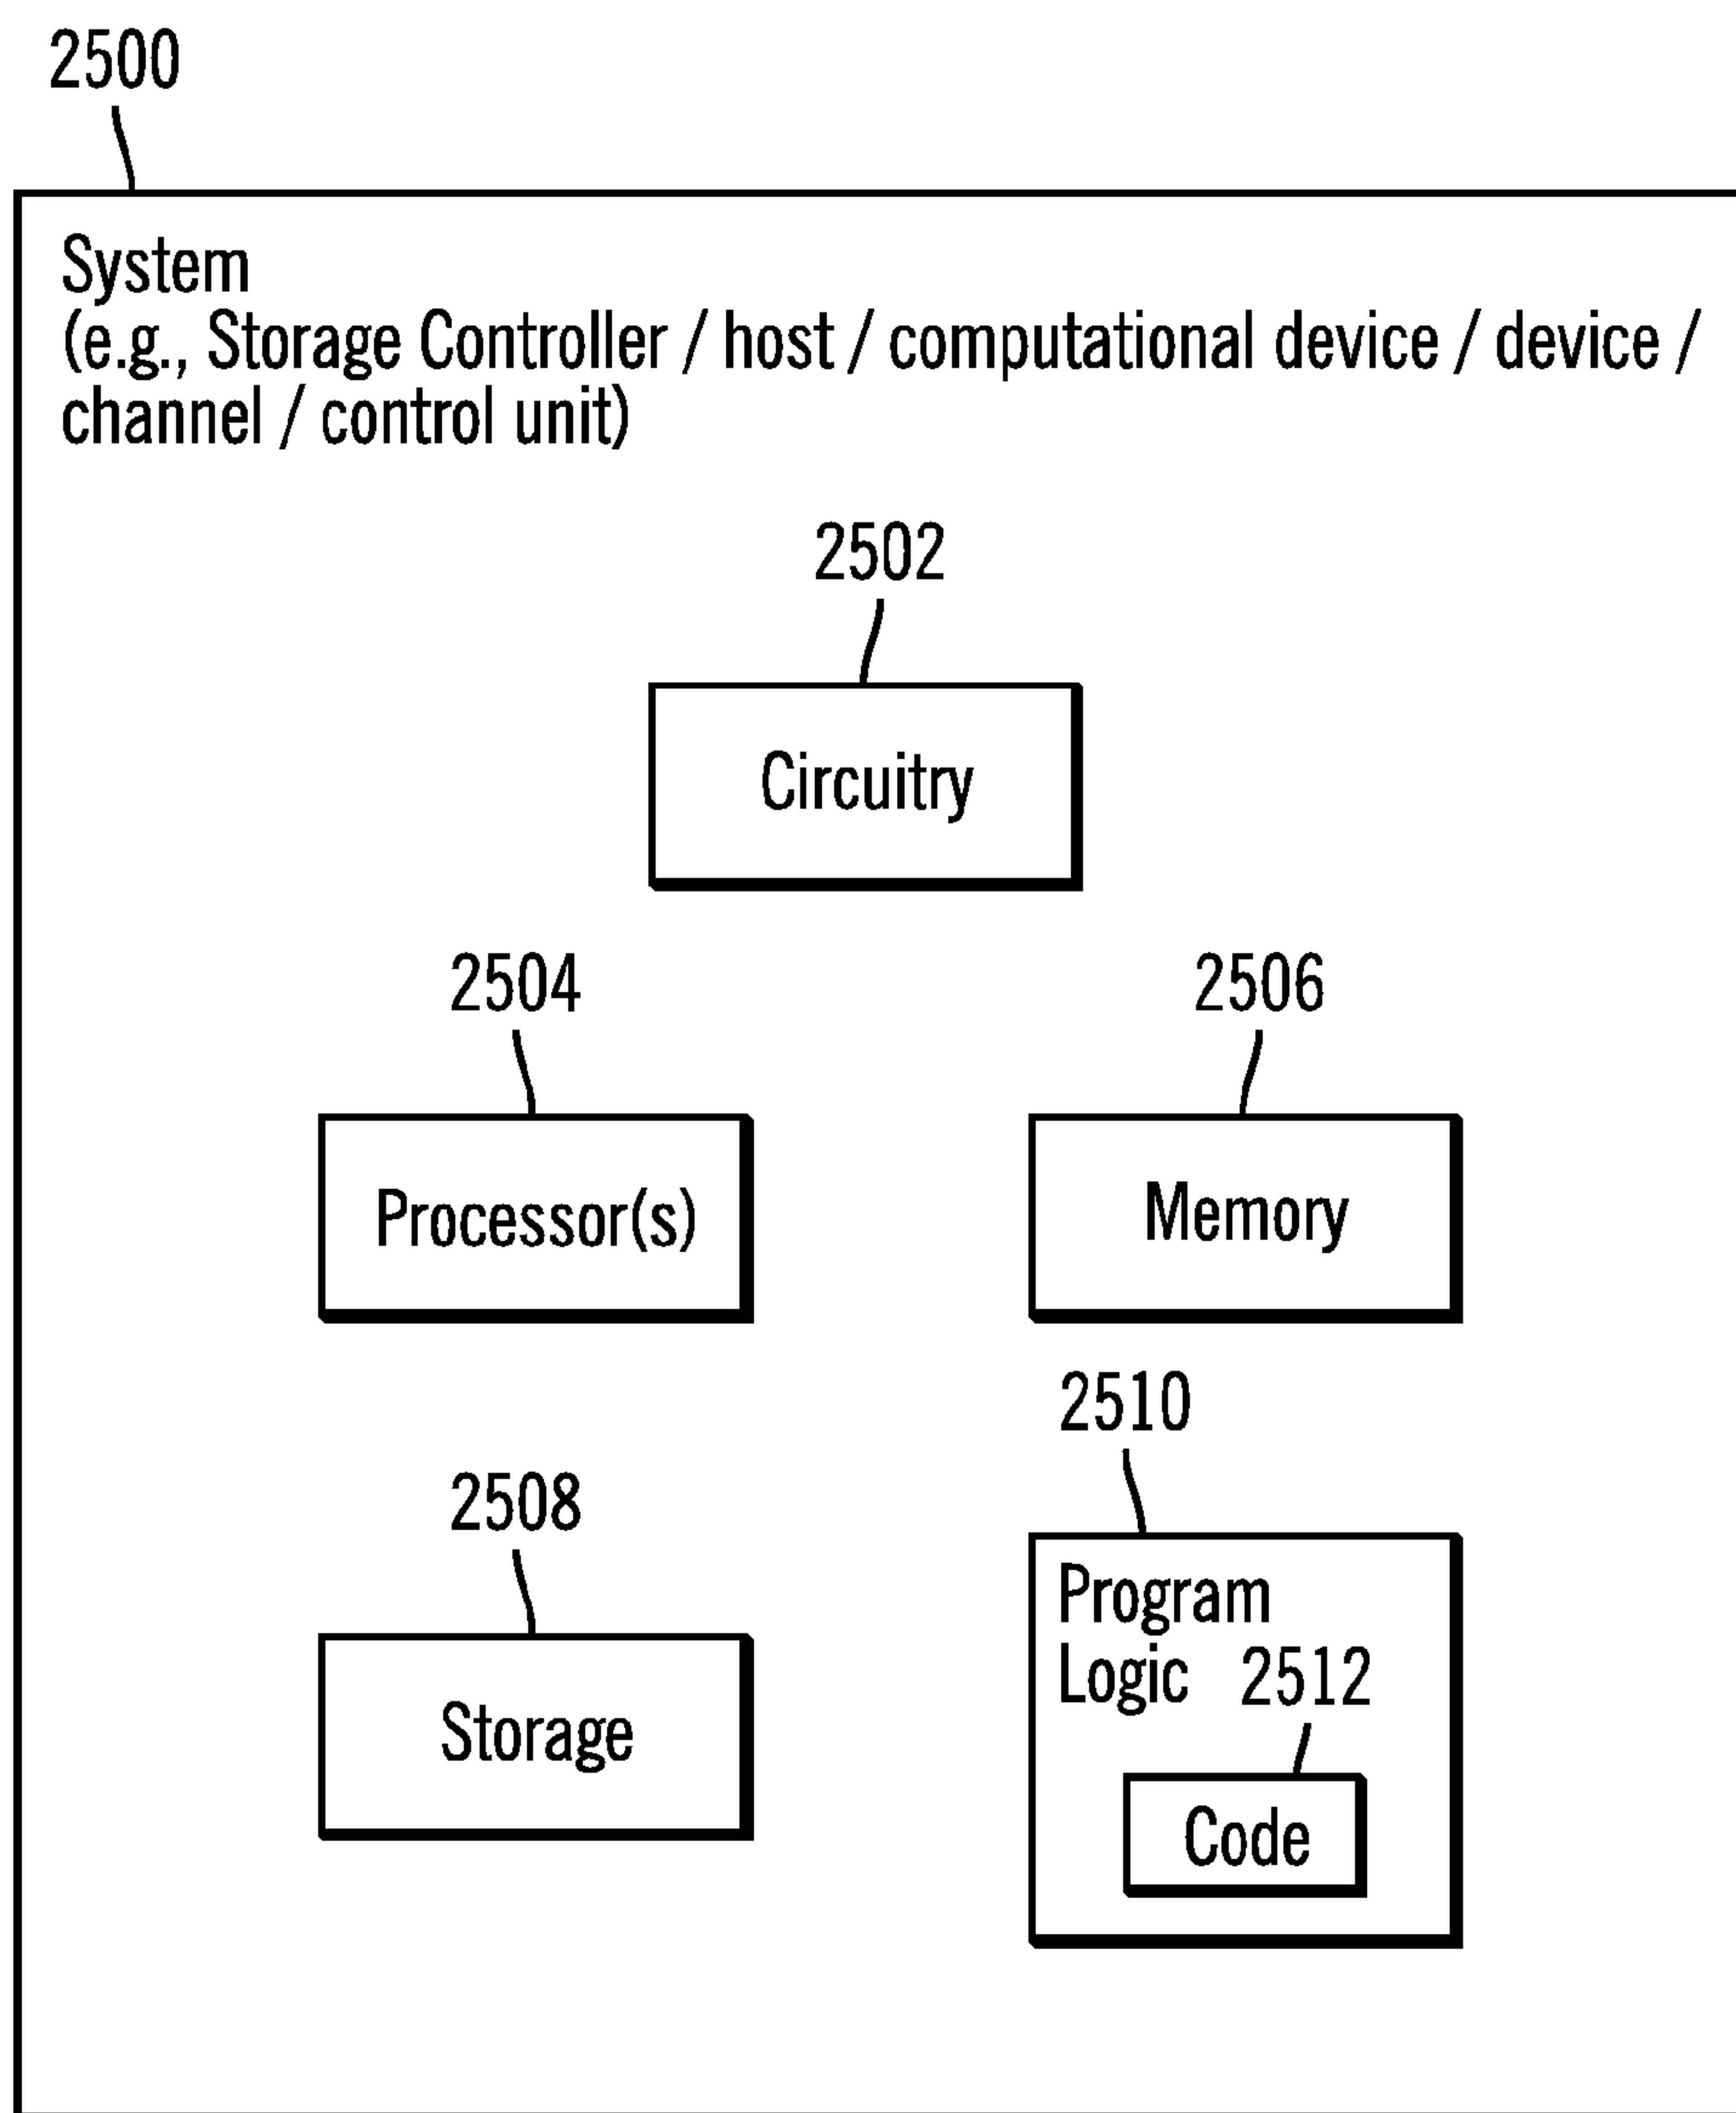 2500
System
(e.g., Storage Controller / host / computational device / device /
channel / control unit)
2502
Circuitry
2504
2506
Processor(s)
Memory
2510
2508
Program
Logic 2512
Storage
Code